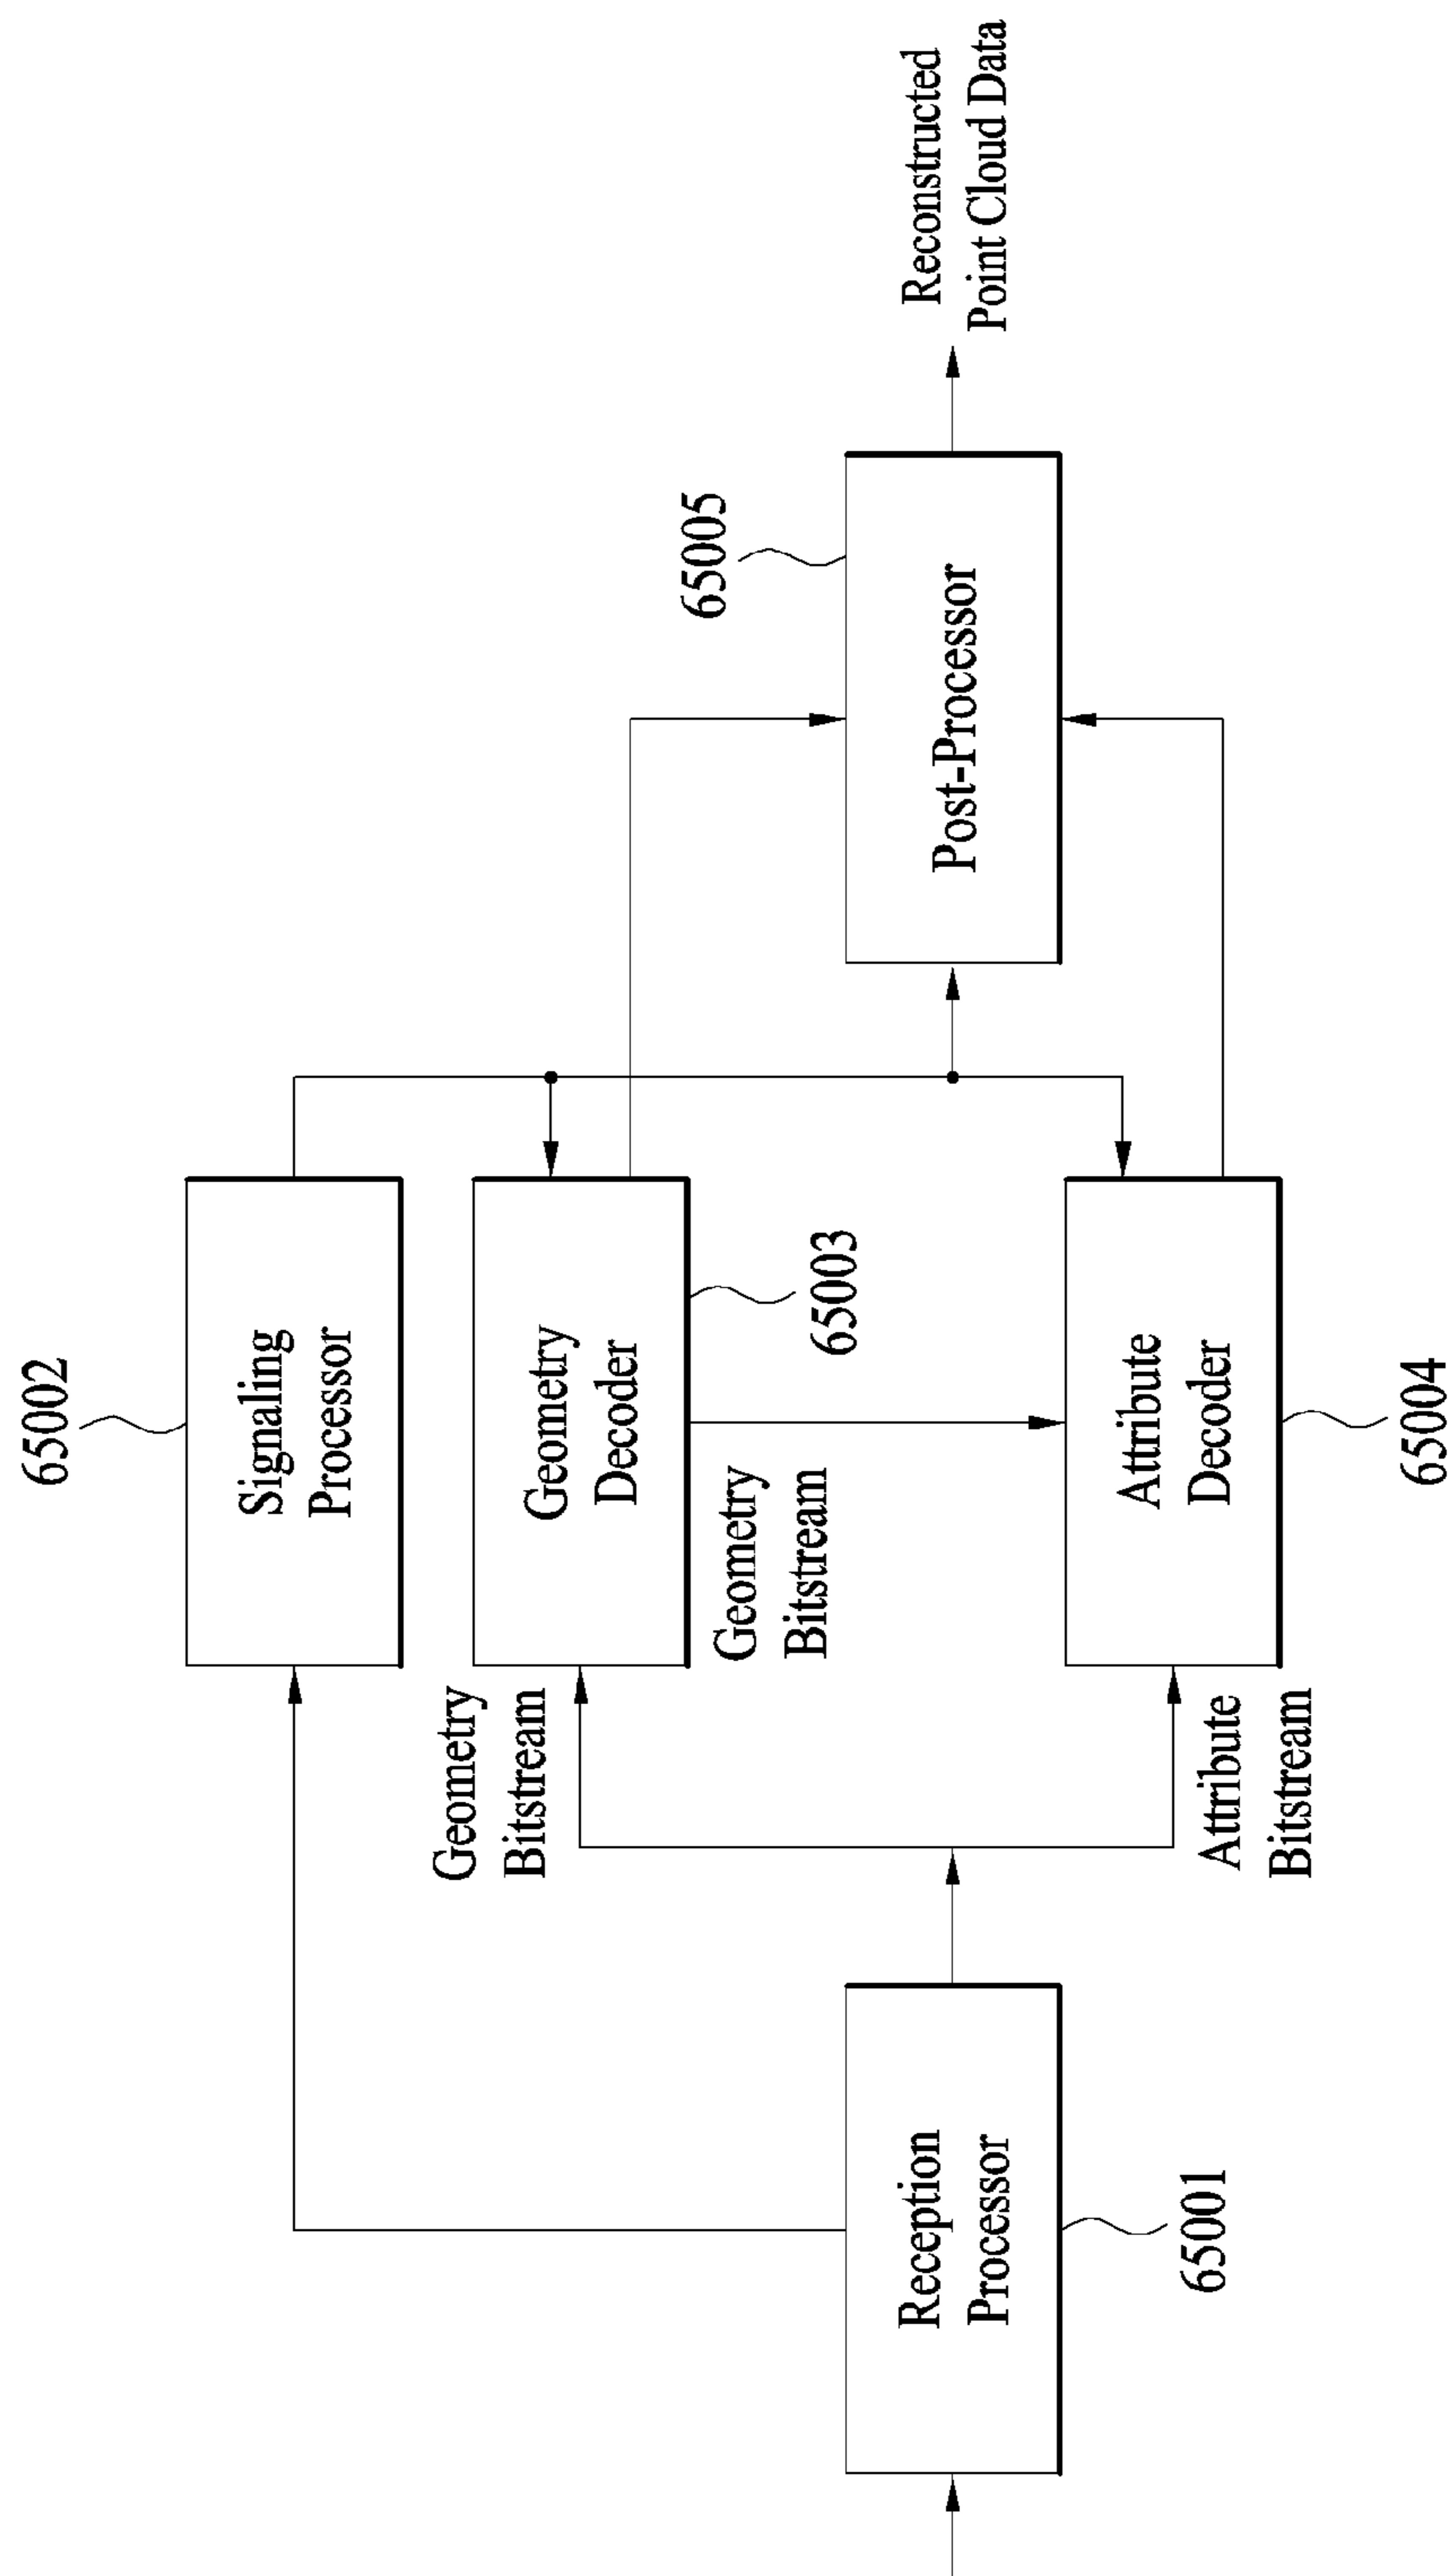 65002
Signaling
Processor
Geometry
Bitstream
Geometry
Decoder
65003
Geometry
Bitstream
Reception
Processor
65001
Attribute
Bitstream
Attribute
Decoder
65004
65005
Post-Processor
Reconstructed
Point Cloud Data